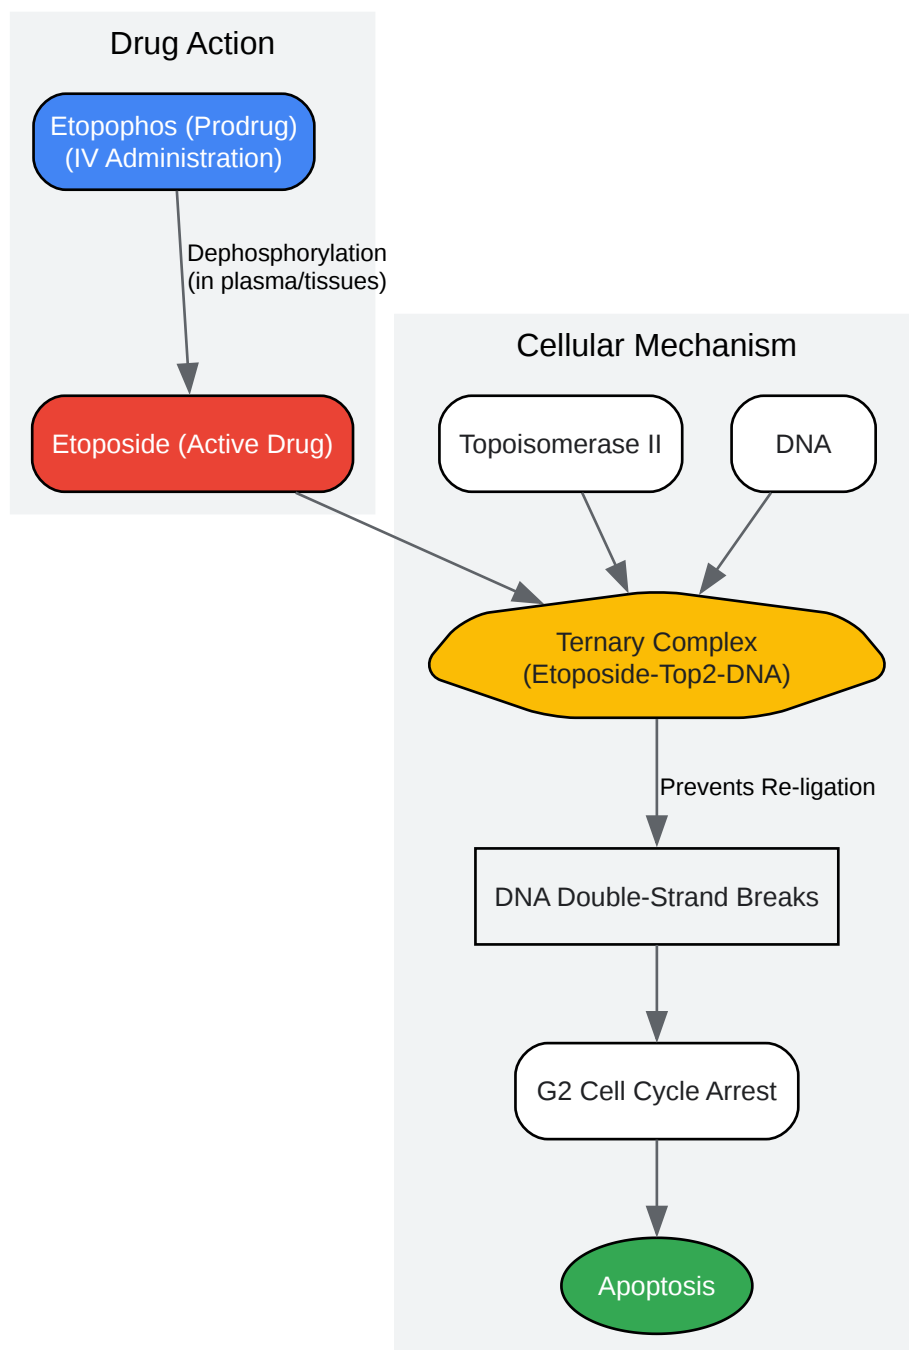 Drug Action
Etopophos (Prodrug)
(IV Administration)
Dephosphorylation
(in plasma/tissues)
Etoposide (Active Drug)
Cellular Mechanism
Topoisomerase II
DNA
Ternary Complex
(Etoposide-Top2-DNA)
Prevents Re-ligation
DNA Double-Strand Breaks
G2 Cell Cycle Arrest
Apoptosis